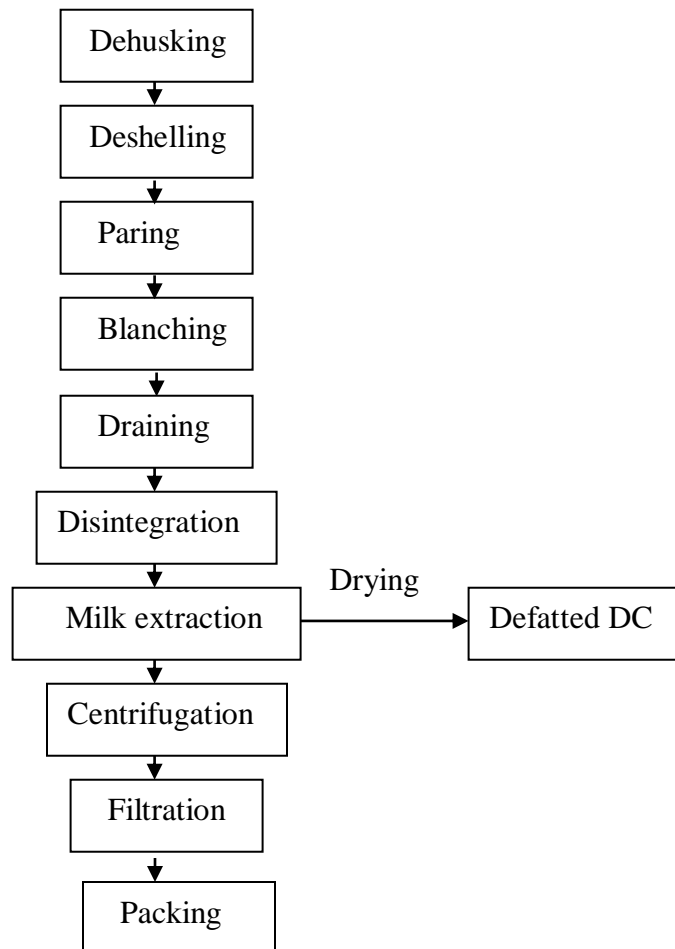 Dehusking
Deshelling
Paring
Blanching
Draining
Disintegration
Drying
Milk extraction
Defatted DC
Centrifugation
Filtration
Packing